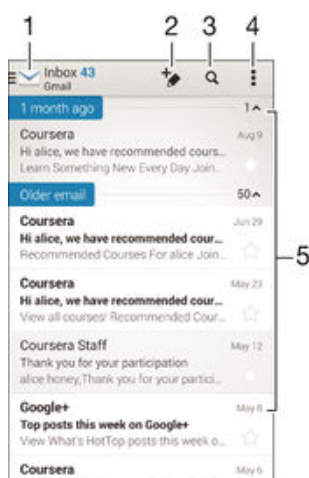 1 2 3 4
Inbox 43
Gmail
1 month ago 1
Coursera Aug 9
Hi alice, we have recommended cours...
Learn Something New Every Day Join...
Older email 50
Coursera Jun 29
Hi alice, we have recommended cour...
Recommended Courses For alice Join...
5
Coursera May 23
Hi alice, we have recommended cour...
View all courses! Recommended Cour...
Coursera Staff May 12
Thank you for your participation
alice honey,Thank you for your partici...
Google+ May 8
Top posts this week on Google+
View What's HotTop posts this week o...
Coursera May 6